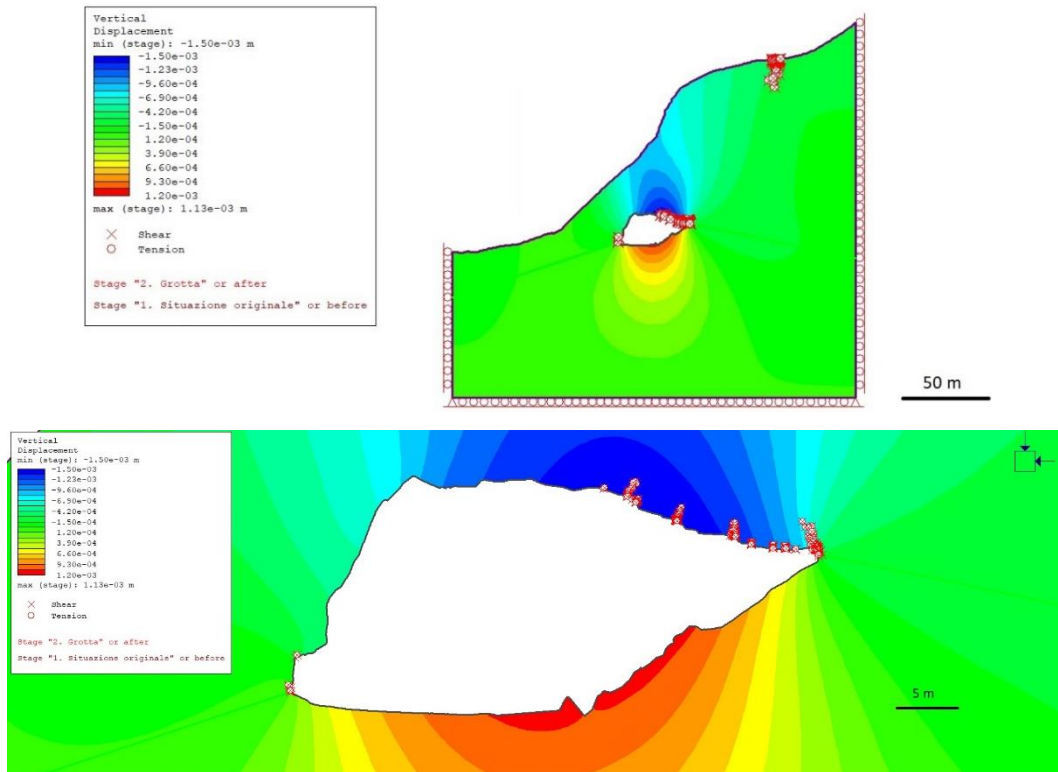 Vertical
Displacement
min (stage): -1.50e-03 m
-1.50e-03
-1.23e-03
-9.60e-04
-6.90e-04
-4.20e-04
-1.50e-04
1.20e-04
3.90e-04
6.60e-04
9.30e-04
1.20e-03
max (stage): 1.13e-03 m
Shear
Tension
Stage "2. Grotta" or after
Stage "1. Situazione originale" or before
50 m
Vertical
Displacement
min (stage): -1.50e-03 m
-1.50e-03
-1.23e-03
-9.60e-04
-6.90e-04
-4.20e-04
-1.50e-04
1.20e-04
3.90e-04
6.60e-04
9.30e-04
1.20e-03
max (stage): 1.13e-03 m
Shear
Tension
Stage "2. Grotta" or after
Stage "1. Situazione originale" or before
5 m